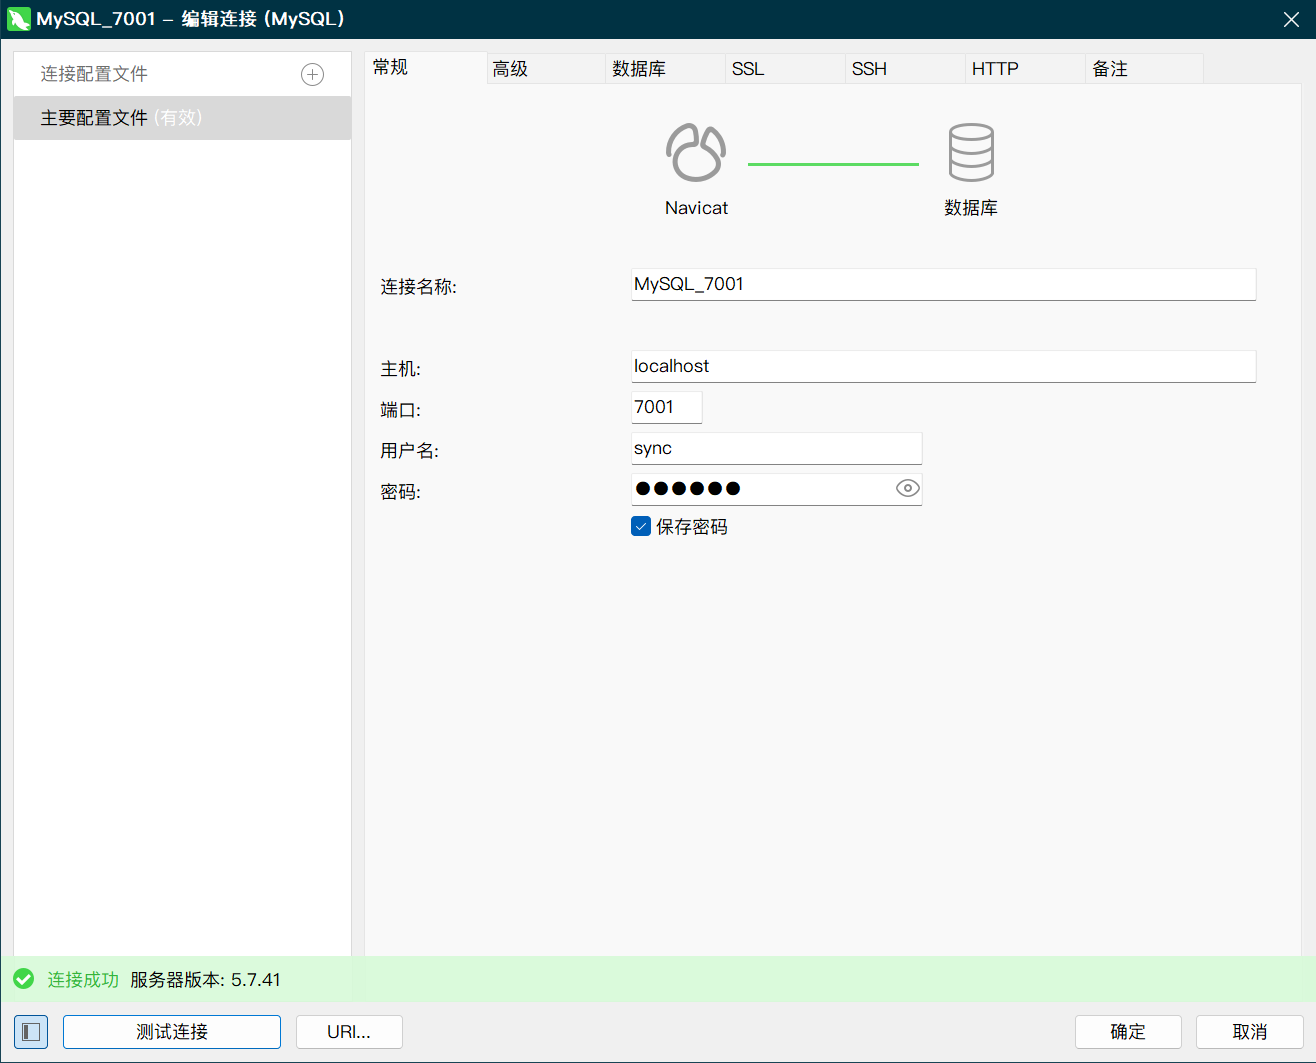 MySQL_7001 – 编辑连接 (MySQL)
连接配置文件
主要配置文件 (有效)
常规 高级 数据库 SSL SSH HTTP 备注
Navicat 数据库
连接名称: MySQL_7001
主机: localhost
端口: 7001
用户名: sync
密码: ●●●●●●
保存密码
连接成功 服务器版本: 5.7.41
测试连接 URI... 确定 取消